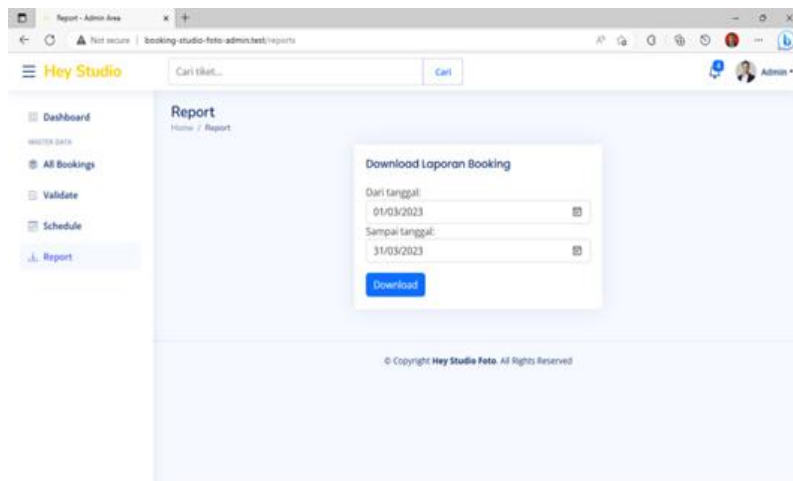 Report - Admin Area
Not secure | booking-studio-foto-admin.test/reports
Hey Studio
Cari tiket...
Cari
4
Admin
Dashboard
MASTER DATA
All Bookings
Validate
Schedule
Report
Report
Home / Report
Download Laporan Booking
Dari tanggal:
01/03/2023
Sampai tanggal:
31/03/2023
Download
© Copyright Hey Studio Foto. All Rights Reserved